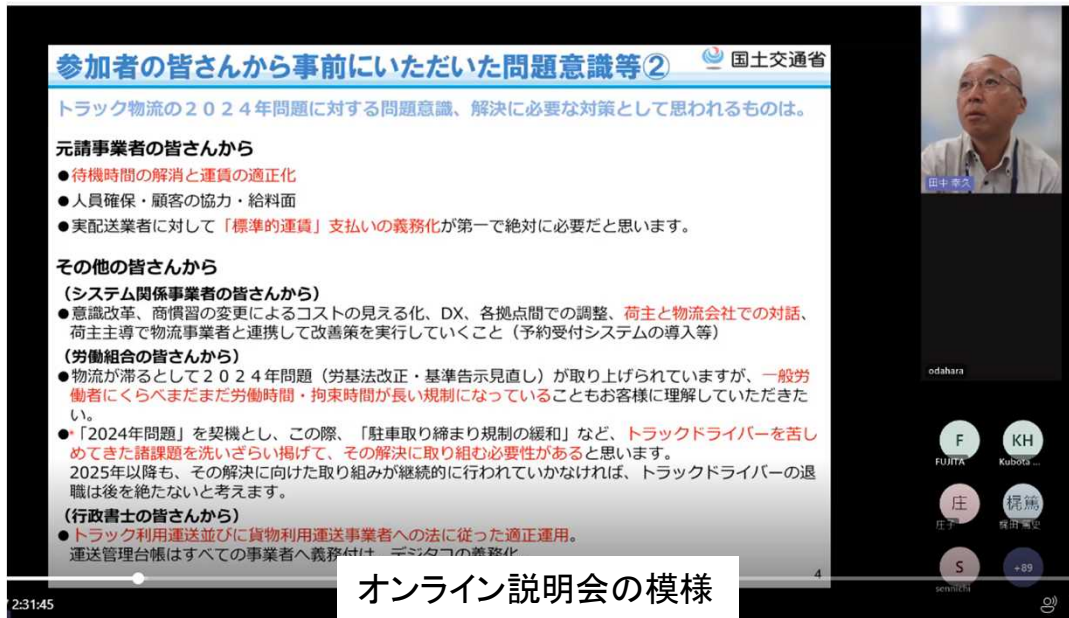 参加者の皆さんから事前にいただいた問題意識等②
国土交通省
トラック物流の２０２４年問題に対する問題意識、解決に必要な対策として思われるものは。
元請事業者の皆さんから
●待機時間の解消と運賃の適正化
●人員確保・顧客の協力・給料面
●実配送業者に対して「標準的運賃」支払いの義務化が第一で絶対に必要だと思います。
その他の皆さんから
（システム関係事業者の皆さんから）
●意識改革、商慣習の変更によるコストの見える化、DX、各拠点間での調整、荷主と物流会社での対話、
荷主主導で物流事業者と連携して改善策を実行していくこと（予約受付システムの導入等）
（労働組合の皆さんから）
●物流が滞るとして２０２４年問題（労基法改正・基準告示見直し）が取り上げられていますが、一般労
働者にくらべまだまだ労働時間・拘束時間が長い規制になっていることもお客様に理解していただきた
い。
●「2024年問題」を契機とし、この際、「駐車取り締まり規制の緩和」など、トラックドライバーを苦し
めてきた諸課題を洗いざらい掲げて、その解決に取り組む必要性があると思います。
2025年以降も、その解決に向けた取り組みが継続的に行われていかなければ、トラックドライバーの退
職は後を絶たないと考えます。
（行政書士の皆さんから）
●トラック利用運送並びに貨物利用運送事業者への法に従った適正運用。
運送管理台帳はすべての事業者へ義務付け、デジタコの義務化
4
オンライン説明会の模様
/ 2:31:45
田中 幸久
odahara
F
FUJITA
KH
Kubota ...
庄
庄子
梶篤
梶田 篤史
S
sennichi
+89